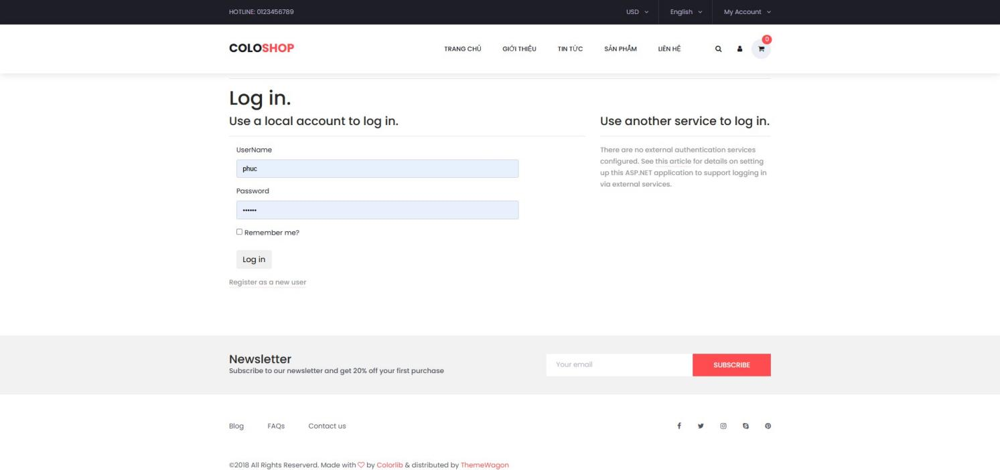 HOTLINE: 0123456789 USD English My Account
COLOSHOP TRANG CHỦ GIỚI THIỆU TIN TỨC SẢN PHẨM LIÊN HỆ 0
Log in.
Use a local account to log in.
UserName
phuc
Password
••••••
Remember me?
Log in
Register as a new user
Use another service to log in.
There are no external authentication services
configured. See this article for details on setting
up this ASP.NET application to support logging in
via external services.
Newsletter
Subscribe to our newsletter and get 20% off your first purchase
Your email SUBSCRIBE
Blog FAQs Contact us
©2018 All Rights Reserverd. Made with ♡ by Colorlib & distributed by ThemeWagon